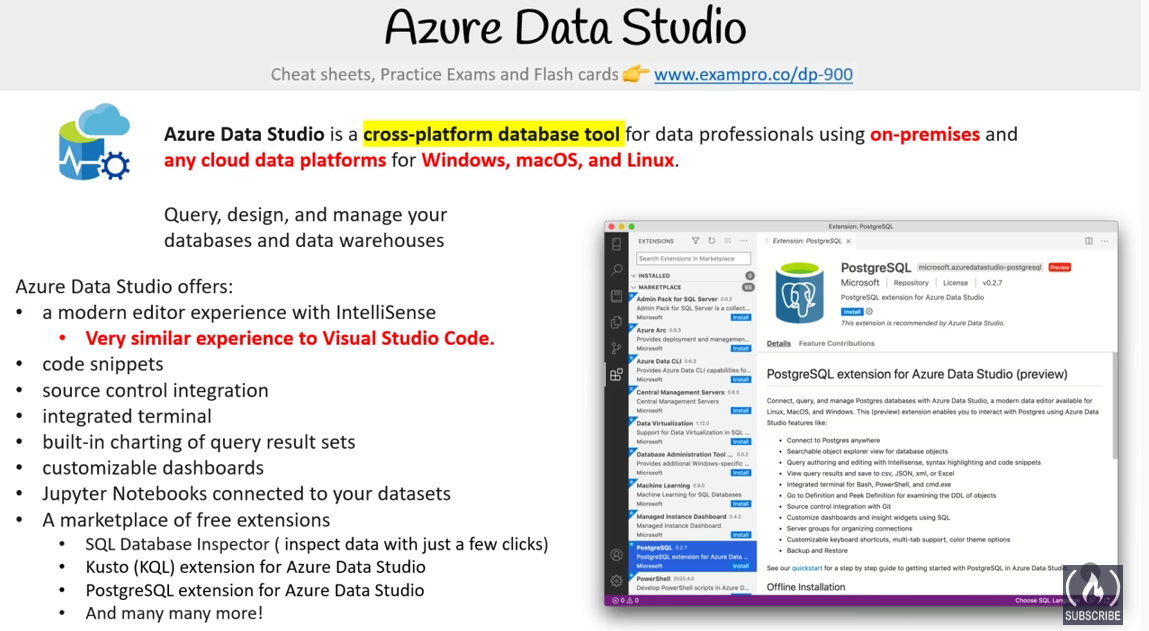 Azure Data Studio
Cheat sheets, Practice Exams and Flash cards 👉 www.exampro.co/dp-900
Azure Data Studio is a cross-platform database tool for data professionals using on-premises and
any cloud data platforms for Windows, macOS, and Linux.
Query, design, and manage your
databases and data warehouses
Azure Data Studio offers:
• a modern editor experience with IntelliSense
• Very similar experience to Visual Studio Code.
• code snippets
• source control integration
• integrated terminal
• built-in charting of query result sets
• customizable dashboards
• Jupyter Notebooks connected to your datasets
• A marketplace of free extensions
• SQL Database Inspector ( inspect data with just a few clicks)
• Kusto (KQL) extension for Azure Data Studio
• PostgreSQL extension for Azure Data Studio
• And many many more!
Extension: PostgreSQL
EXTENSIONS
Search Extensions in Marketplace
INSTALLED 0
MARKETPLACE 68
Admin Pack for SQL Server 0.0.2
Admin Pack for SQL Server is a collect...
Microsoft Install
Azure Arc 0.9.3
Provides deployment and managemen...
Microsoft Install
Azure Data CLI 0.6.3
Provides Azure Data CLI capabilities fo...
Microsoft Install
Central Management Servers 0.8.0
Central Management Servers
Microsoft Install
Data Virtualization 1.12.0
Support for Data Virtualization in SQL ...
Microsoft Install
Database Administration Tool ... 0.0.2
Provides additional Windows-specific ...
Microsoft Install
Machine Learning 0.8.0
Machine Learning for SQL Databases
Microsoft Install
Managed Instance Dashboard 0.4.2
Managed Instance Dashboard
Microsoft Install
PostgreSQL 0.2.7
PostgreSQL extension for Azure Data ...
Microsoft Install
PowerShell 2020.4.0
Develop PowerShell scripts in Azure D...
Extension: PostgreSQL ×
PostgreSQL microsoft.azuredatastudio-postgresql Preview
Microsoft | Repository | License | v0.2.7
PostgreSQL extension for Azure Data Studio
Install
This extension is recommended by Azure Data Studio.
Details Feature Contributions
PostgreSQL extension for Azure Data Studio (preview)
Connect, query, and manage Postgres databases with Azure Data Studio, a modern data editor available for
Linux, MacOS, and Windows. This (preview) extension enables you to interact with Postgres using Azure Data
Studio features like:
• Connect to Postgres anywhere
• Searchable object explorer view for database objects
• Query authoring and editing with Intellisense, syntax highlighting and code snippets
• View query results and save to csv, JSON, xml, or Excel
• Integrated terminal for Bash, PowerShell, and cmd.exe
• Go to Definition and Peek Definition for examining the DDL of objects
• Source control integration with Git
• Customize dashboards and insight widgets using SQL
• Server groups for organizing connections
• Customizable keyboard shortcuts, multi-tab support, color theme options
• Backup and Restore
See our quickstart for a step by step guide to getting started with PostgreSQL in Azure Data Studio
Offline Installation
0 0
Choose SQL
SUBSCRIBE